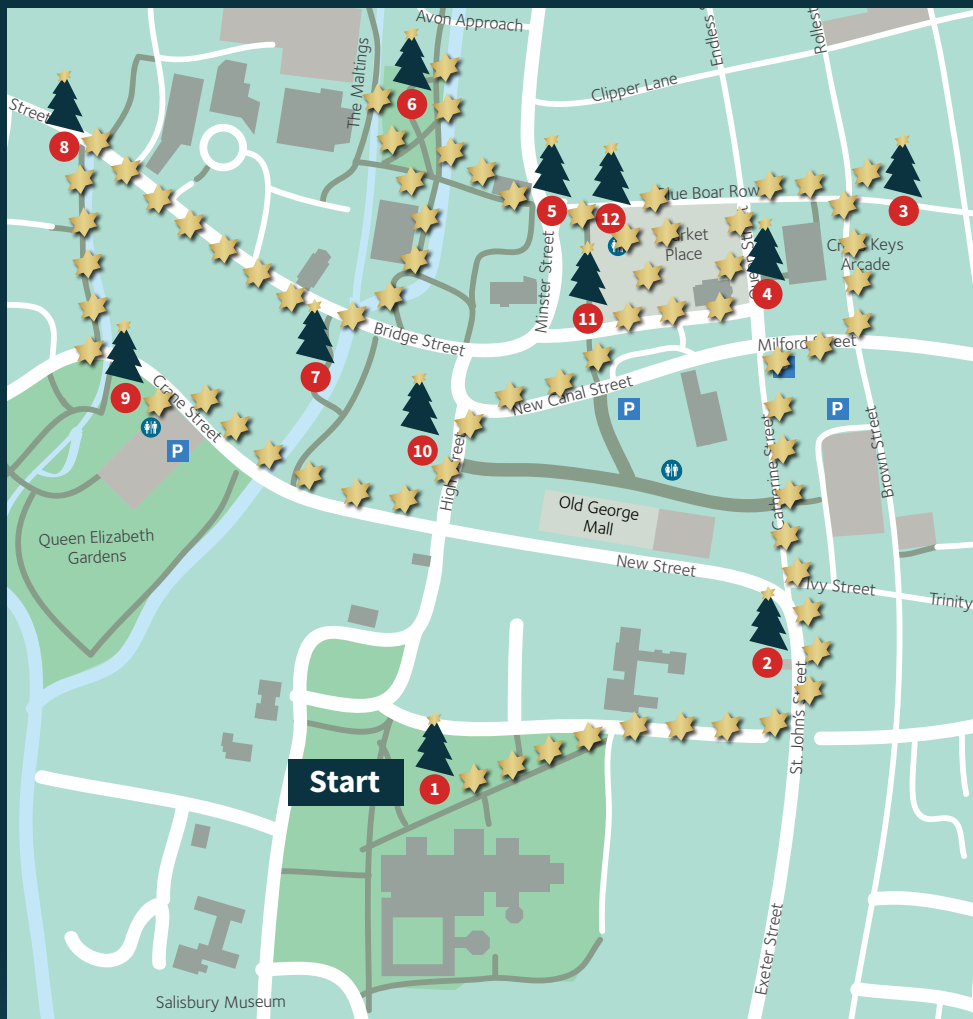 Avon Approach
Endless
Rollest
The Maltings
Clipper Lane
Street
6
8
5
12
Blue Boar Row
3
Minster Street
Market
Place
Queen Street
Cross Keys
Arcade
4
11
Bridge Street
Milford Street
7
9
Crane Street
New Canal Street
P
P
P
10
High Street
Catherine Street
Brown Street
Queen Elizabeth
Gardens
Old George
Mall
New Street
Ivy Street
Trinity
2
St. John's Street
Start
1
Exeter Street
Salisbury Museum